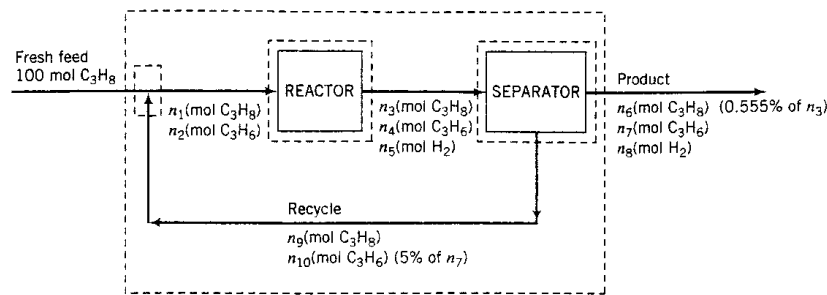 Fresh feed
100 mol C₃H₈
n₁(mol C₃H₈)
n₂(mol C₃H₆)
REACTOR
n₃(mol C₃H₈)
n₄(mol C₃H₆)
n₅(mol H₂)
SEPARATOR
Product
n₆(mol C₃H₈) (0.555% of n₃)
n₇(mol C₃H₆)
n₈(mol H₂)
Recycle
n₉(mol C₃H₈)
n₁₀(mol C₃H₆) (5% of n₇)